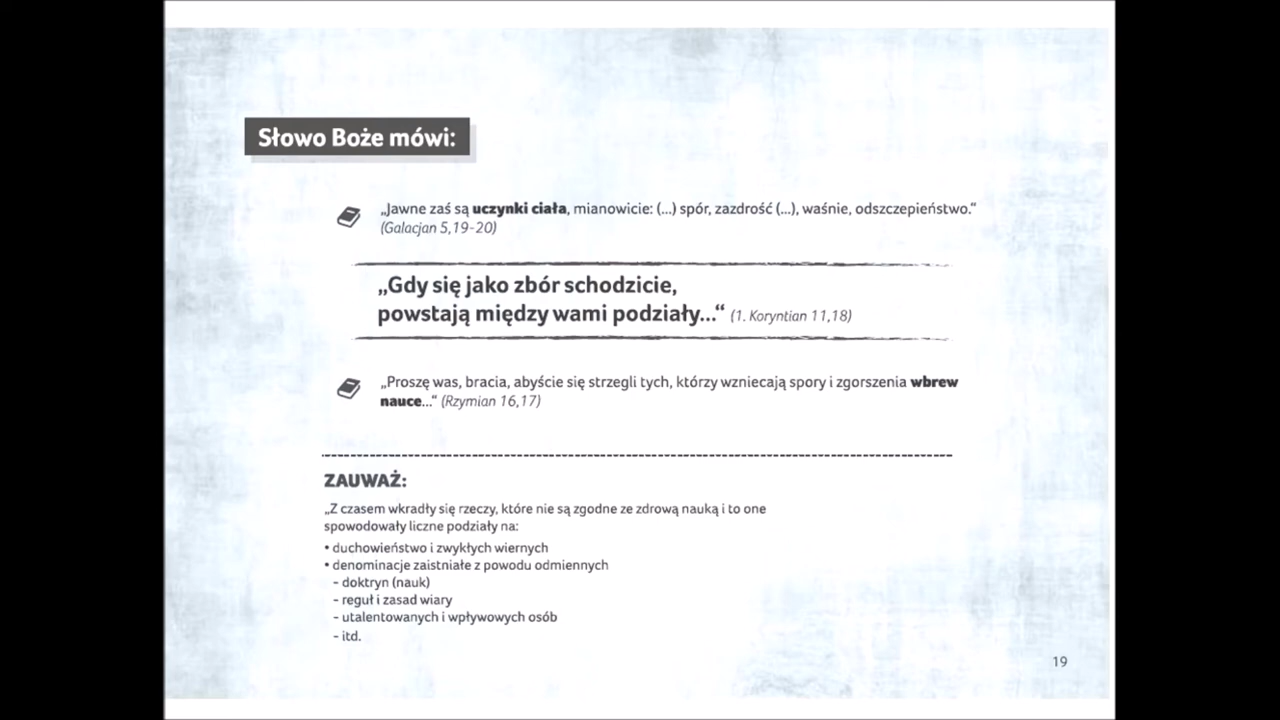 Słowo Boże mówi:
„Jawne zaś są uczynki ciała, mianowicie: (...) spór, zazdrość (...), waśnie, odszczepieństwo.“
(Galacjan 5,19-20)
„Gdy się jako zbór schodzicie,
powstają między wami podziały...“ (1. Koryntian 11,18)
„Proszę was, bracia, abyście się strzegli tych, którzy wzniecają spory i zgorszenia wbrew
nauce...“ (Rzymian 16,17)
ZAUWAŻ:
„Z czasem wkradły się rzeczy, które nie są zgodne ze zdrową nauką i to one
spowodowały liczne podziały na:
• duchowieństwo i zwykłych wiernych
• denominacje zaistniałe z powodu odmiennych
- doktryn (nauk)
- reguł i zasad wiary
- utalentowanych i wpływowych osób
- itd.
19